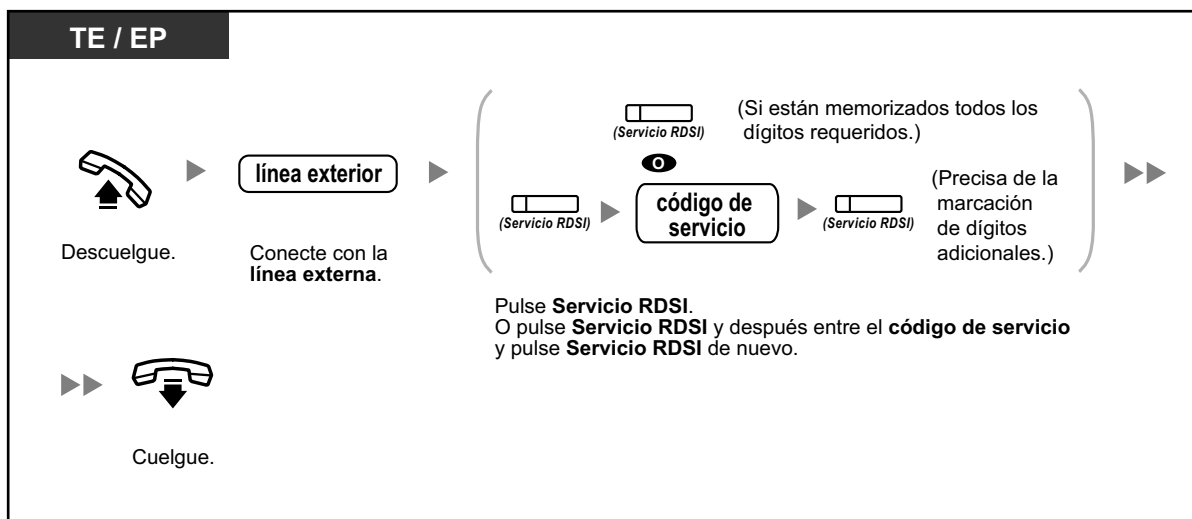 TE / EP
(Servicio RDSI)
(Si están memorizados todos los
dígitos requeridos.)
O
línea exterior
(Servicio RDSI)
código de
servicio
(Servicio RDSI)
(Precisa de la
marcación
de dígitos
adicionales.)
Descuelgue.
Conecte con la
línea externa.
Pulse Servicio RDSI.
O pulse Servicio RDSI y después entre el código de servicio
y pulse Servicio RDSI de nuevo.
Cuelgue.